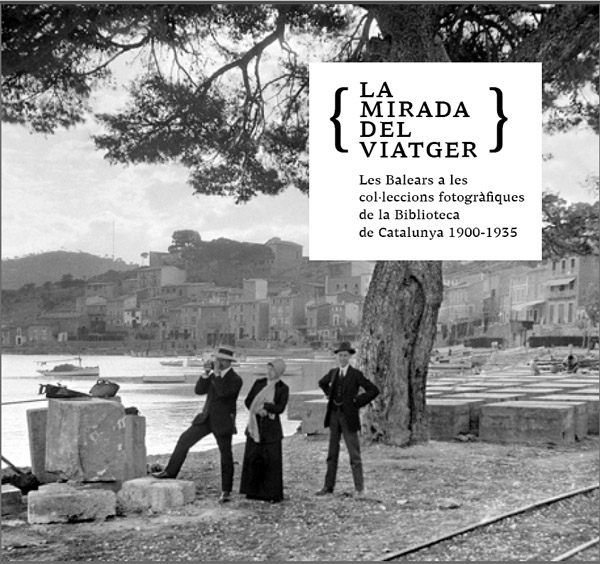 { LA
MIRADA
DEL
VIATGER }
Les Balears a les
col·leccions fotogràfiques
de la Biblioteca
de Catalunya 1900-1935